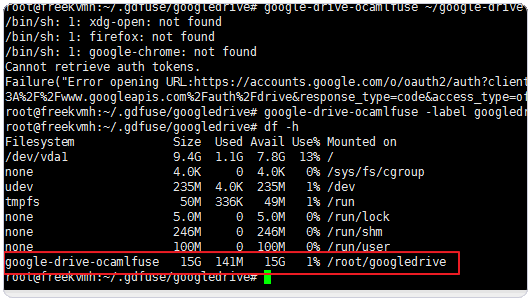 root@freekvmh:~/.gdfuse/googledrive# google-drive-ocamlfuse ~/google-drive
/bin/sh: 1: xdg-open: not found
/bin/sh: 1: firefox: not found
/bin/sh: 1: google-chrome: not found
Cannot retrieve auth tokens.
Failure("Error opening URL:https://accounts.google.com/o/oauth2/auth?client
3A%2F%2Fwww.googleapis.com%2Fauth%2Fdrive&response_type=code&access_type=of
root@freekvmh:~/.gdfuse/googledrive# google-drive-ocamlfuse -label googled
root@freekvmh:~/.gdfuse/googledrive# df -h
Filesystem Size Used Avail Use% Mounted on
/dev/vda1 9.4G 1.1G 7.8G 13% /
none 4.0K 0 4.0K 0% /sys/fs/cgroup
udev 235M 4.0K 235M 1% /dev
tmpfs 50M 336K 49M 1% /run
none 5.0M 0 5.0M 0% /run/lock
none 246M 0 246M 0% /run/shm
none 100M 0 100M 0% /run/user
google-drive-ocamlfuse 15G 141M 15G 1% /root/googledrive
root@freekvmh:~/.gdfuse/googledrive#